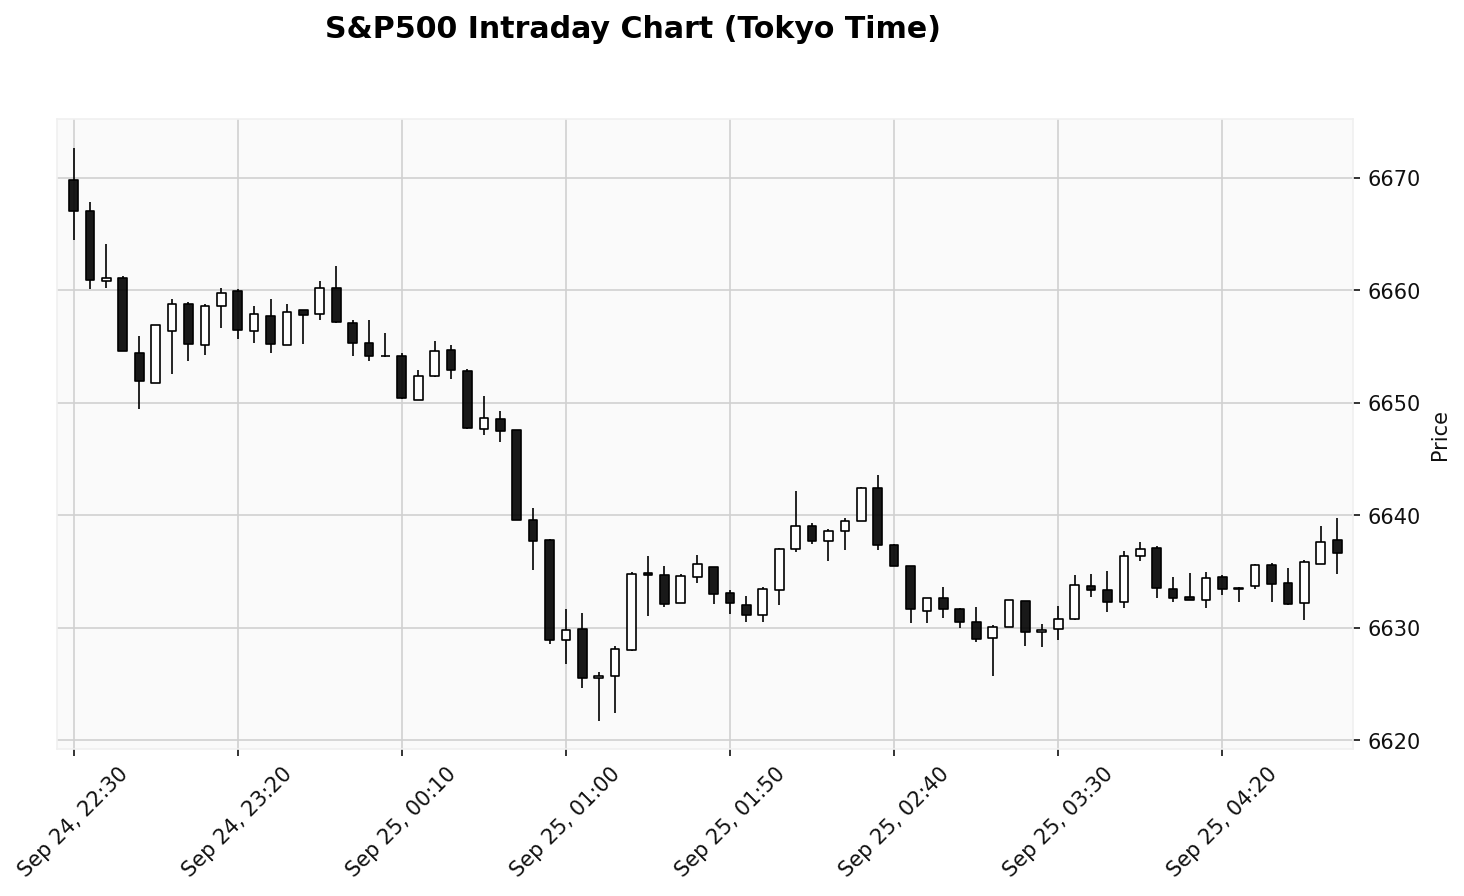 S&P500 Intraday Chart (Tokyo Time)
6670
6660
6650
6640
6630
6620
Price
Sep 24, 22:30
Sep 24, 23:20
Sep 25, 00:10
Sep 25, 01:00
Sep 25, 01:50
Sep 25, 02:40
Sep 25, 03:30
Sep 25, 04:20